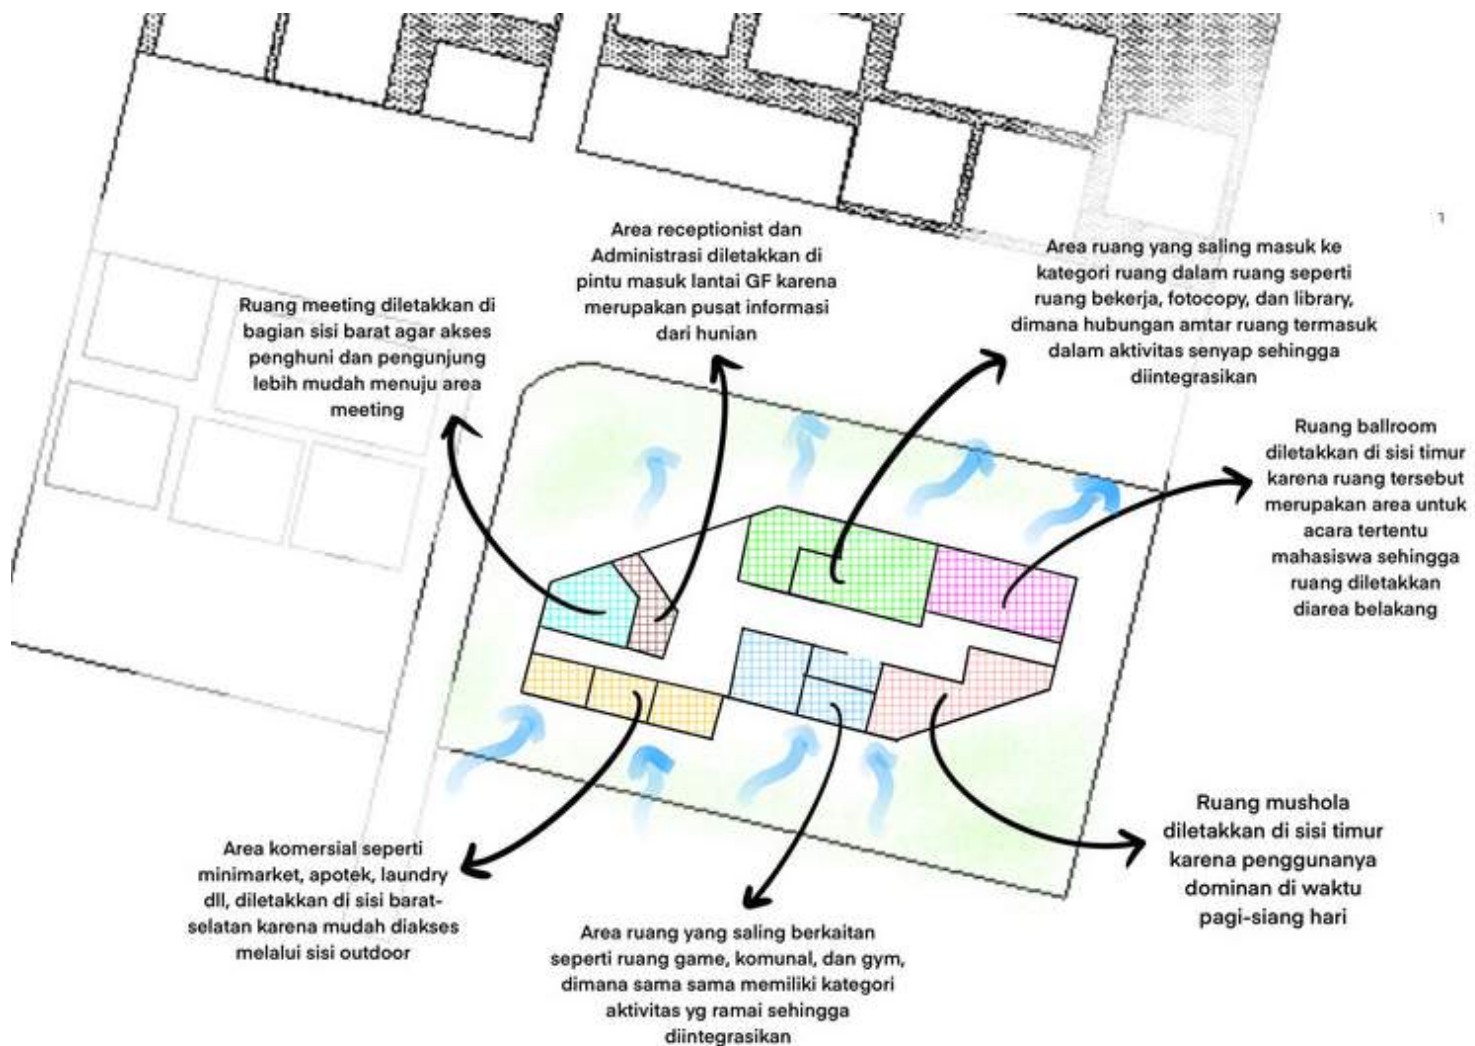 Area receptionist dan
Administrasi diletakkan di
pintu masuk lantai GF karena
merupakan pusat informasi
dari hunian
Area ruang yang saling masuk ke
kategori ruang dalam ruang seperti
ruang bekerja, fotocopy, dan library,
dimana hubungan amtar ruang termasuk
dalam aktivitas senyap sehingga
diintegrasikan
Ruang meeting diletakkan di
bagian sisi barat agar akses
penghuni dan pengunjung
lebih mudah menuju area
meeting
Ruang ballroom
diletakkan di sisi timur
karena ruang tersebut
merupakan area untuk
acara tertentu
mahasiswa sehingga
ruang diletakkan
diarea belakang
Ruang mushola
diletakkan di sisi timur
karena penggunanya
dominan di waktu
pagi-siang hari
Area komersial seperti
minimarket, apotek, laundry
dll, diletakkan di sisi barat-
selatan karena mudah diakses
melalui sisi outdoor
Area ruang yang saling berkaitan
seperti ruang game, komunal, dan gym,
dimana sama sama memiliki kategori
aktivitas yg ramai sehingga
diintegrasikan